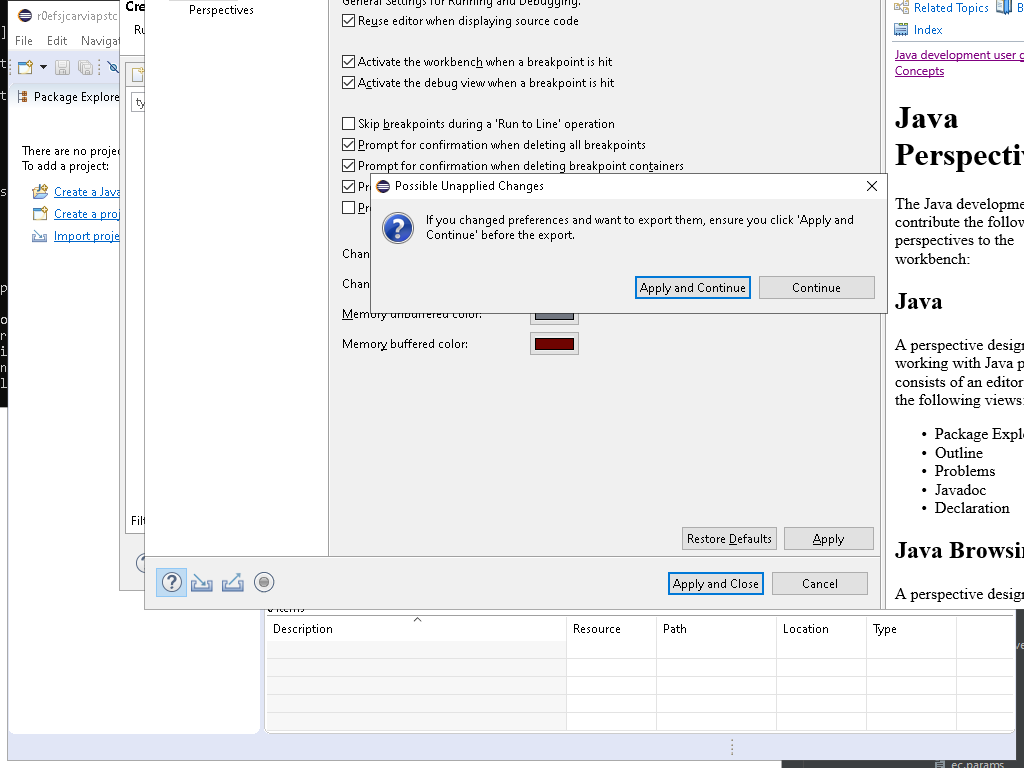 r0efsjcarviapstc
File Edit Navigat
Package Explore
There are no projec
To add a project:
Create a Java
Create a proj
Import proje
Cre
Ru
ty
Filt
Perspectives
General Settings for Running and Debugging.
Reuse editor when displaying source code
Activate the workbench when a breakpoint is hit
Activate the debug view when a breakpoint is hit
Skip breakpoints during a 'Run to Line' operation
Prompt for confirmation when deleting all breakpoints
Prompt for confirmation when deleting breakpoint containers
Pr
Pr
Chan
Chan
Memory unbuffered color:
Memory buffered color:
Possible Unapplied Changes
If you changed preferences and want to export them, ensure you click 'Apply and
Continue' before the export.
Apply and Continue Continue
Restore Defaults Apply
Apply and Close Cancel
Related Topics B
Index
Java development user g
Concepts
Java
Perspectiv
The Java developme
contribute the follow
perspectives to the
workbench:
Java
A perspective design
working with Java p
consists of an editor
the following views:
• Package Explo
• Outline
• Problems
• Javadoc
• Declaration
Java Browsin
A perspective design
0 items
Description Resource Path Location Type
ec.params